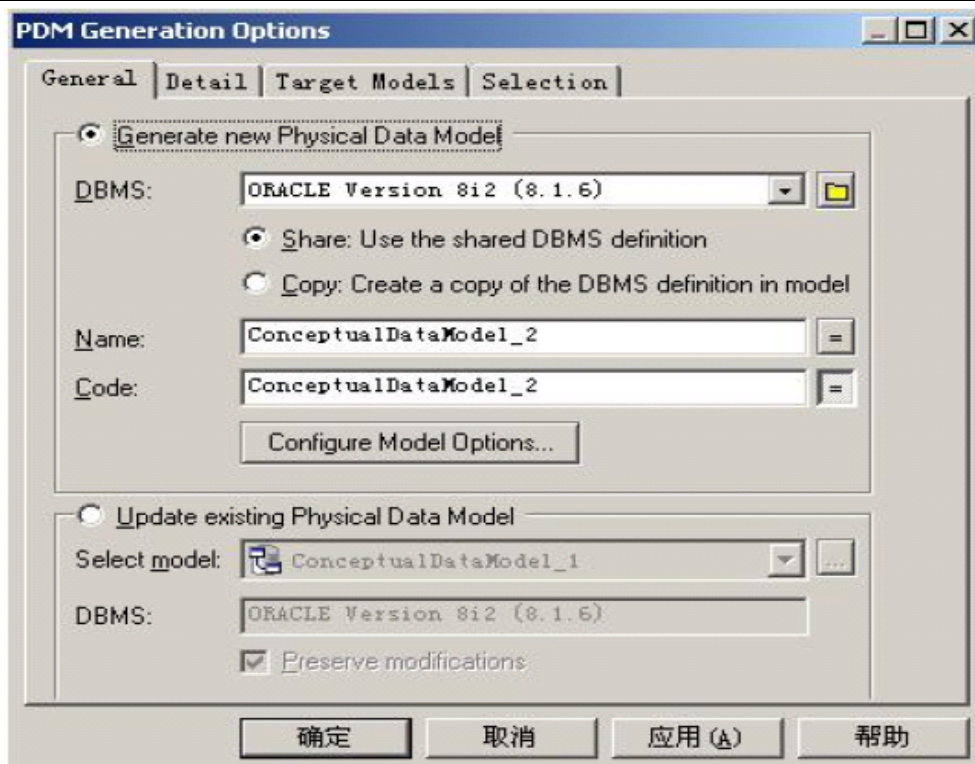 PDM Generation Options
General Detail Target Models Selection
Generate new Physical Data Model
DBMS: ORACLE Version 8i2 (8.1.6)
Share: Use the shared DBMS definition
Copy: Create a copy of the DBMS definition in model
Name: ConceptualDataModel_2 =
Code: ConceptualDataModel_2 =
Configure Model Options...
Update existing Physical Data Model
Select model: ConceptualDataModel_1 ...
DBMS: ORACLE Version 8i2 (8.1.6)
Preserve modifications
确定 取消 应用(A) 帮助